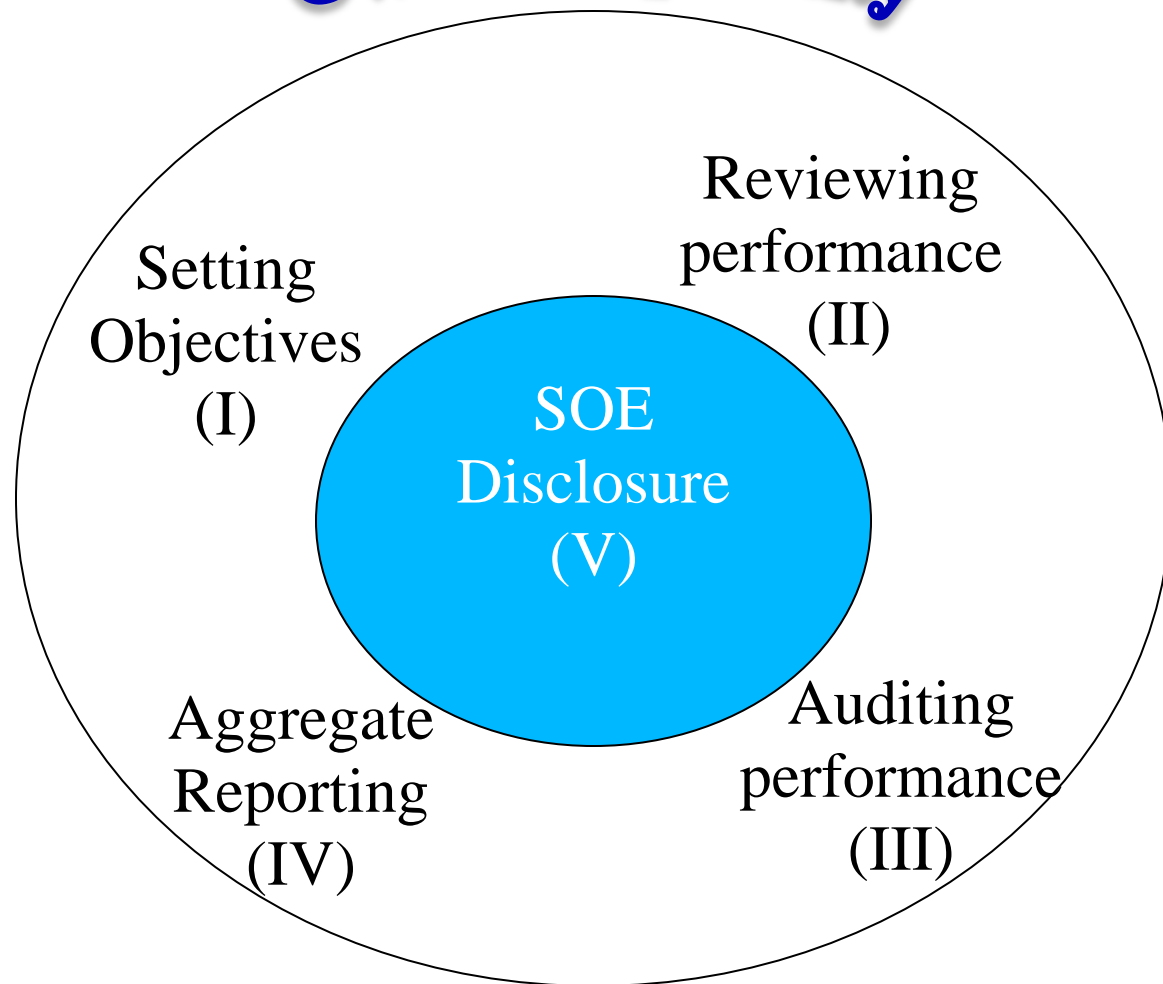 Setting
Objectives
(I)
Reviewing
performance
(II)
SOE
Disclosure
(V)
Aggregate
Reporting
(IV)
Auditing
performance
(III)